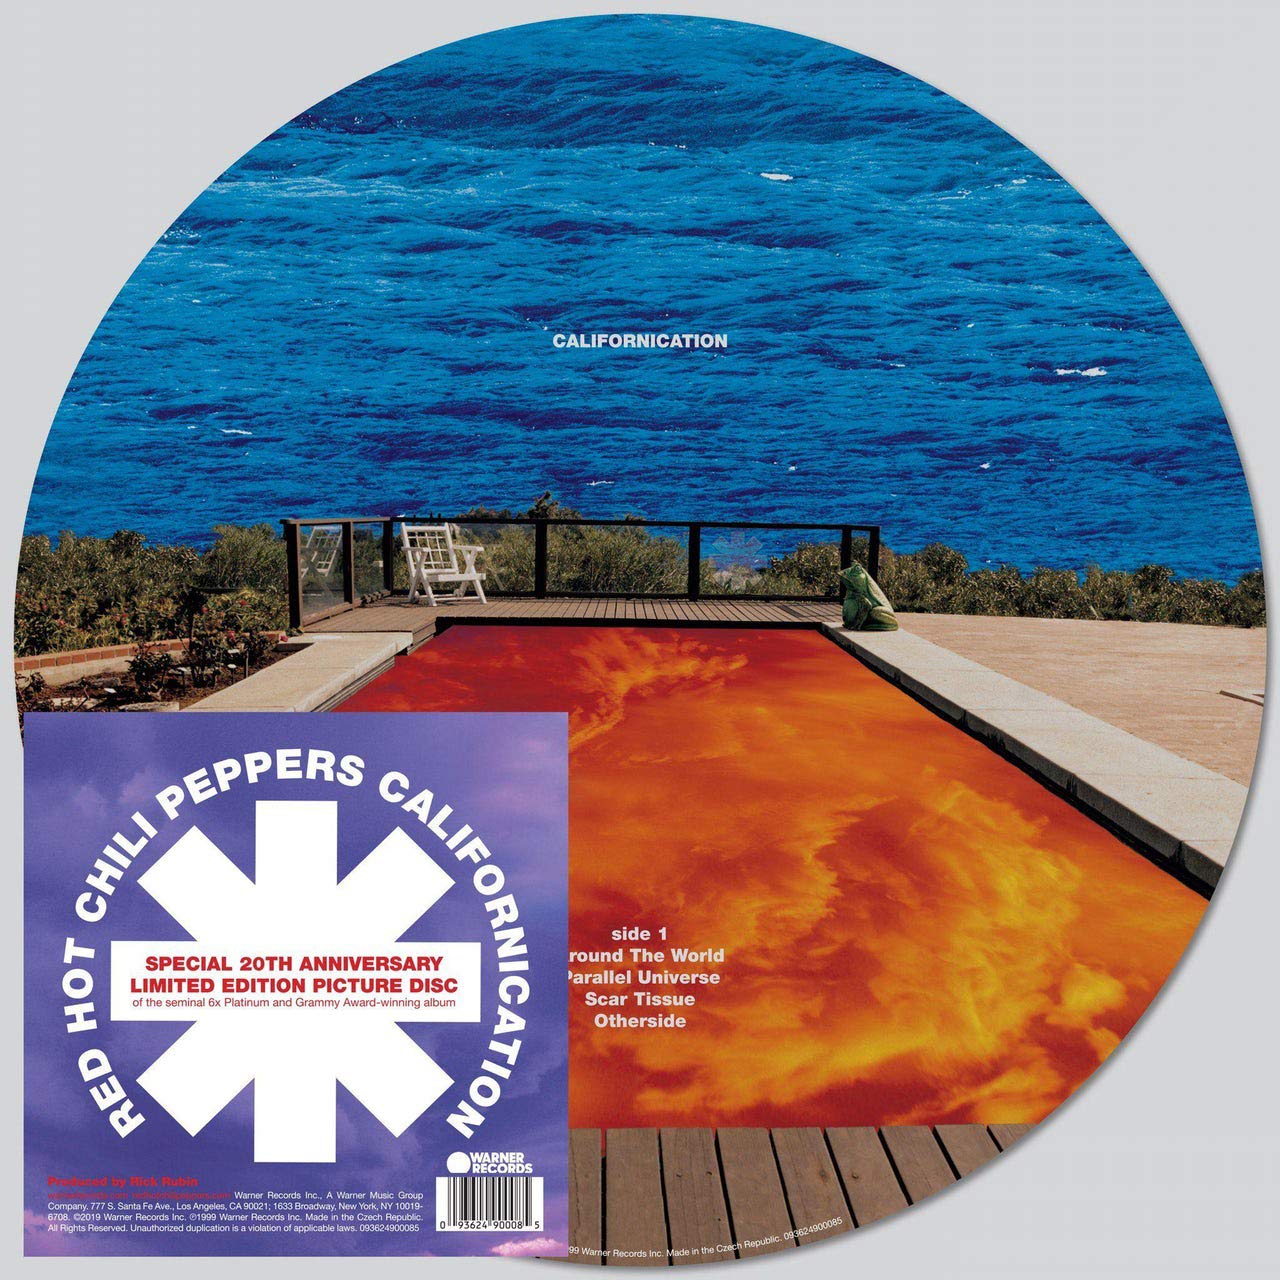 CALIFORNICATION
side 1
round The World
Parallel Universe
Scar Tissue
Otherside
RED HOT CHILI PEPPERS CALIFORNICATION
SPECIAL 20TH ANNIVERSARY
LIMITED EDITION PICTURE DISC
of the seminal 6x Platinum and Grammy Award-winning album
WARNER
RECORDS
Produced by Rick Rubin
warnerrecords.com redhotchilipeppers.com Warner Records Inc., A Warner Music Group
Company. 777 S. Santa Fe Ave., Los Angeles, CA 90021; 1633 Broadway, New York, NY 10019-
6708. ©2019 Warner Records Inc. ℗1999 Warner Records Inc. Made in the Czech Republic.
All Rights Reserved. Unauthorized duplication is a violation of applicable laws. 093624900085
0 93624 90008 5
99 Warner Records Inc. Made in the Czech Republic. 093624900085